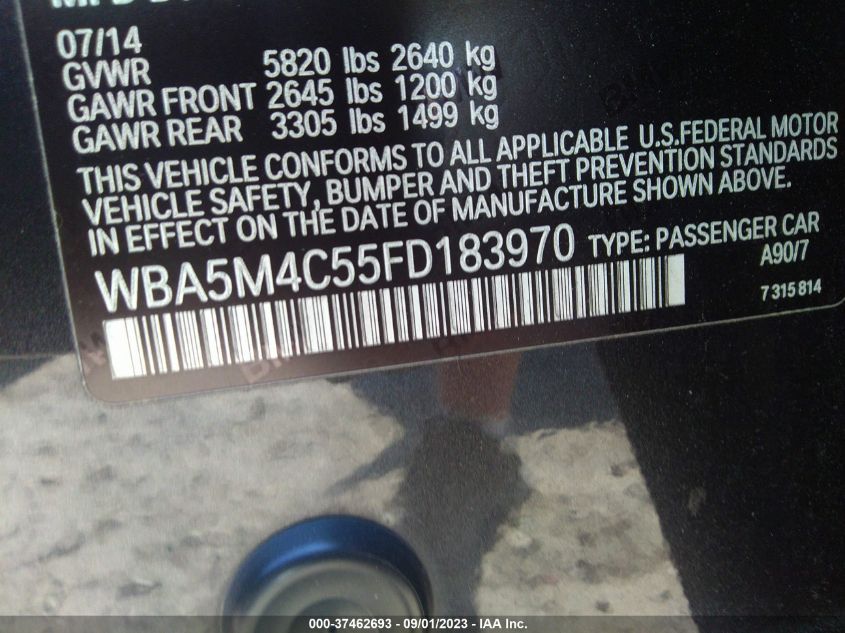 07/14
GVWR 5820 lbs 2640 kg
GAWR FRONT 2645 lbs 1200 kg
GAWR REAR 3305 lbs 1499 kg
THIS VEHICLE CONFORMS TO ALL APPLICABLE U.S.FEDERAL MOTOR
VEHICLE SAFETY, BUMPER AND THEFT PREVENTION STANDARDS
IN EFFECT ON THE DATE OF MANUFACTURE SHOWN ABOVE.
WBA5M4C55FD183970 TYPE: PASSENGER CAR
A90/7
7 315 814
000-37462693 - 09/01/2023 - IAA Inc.